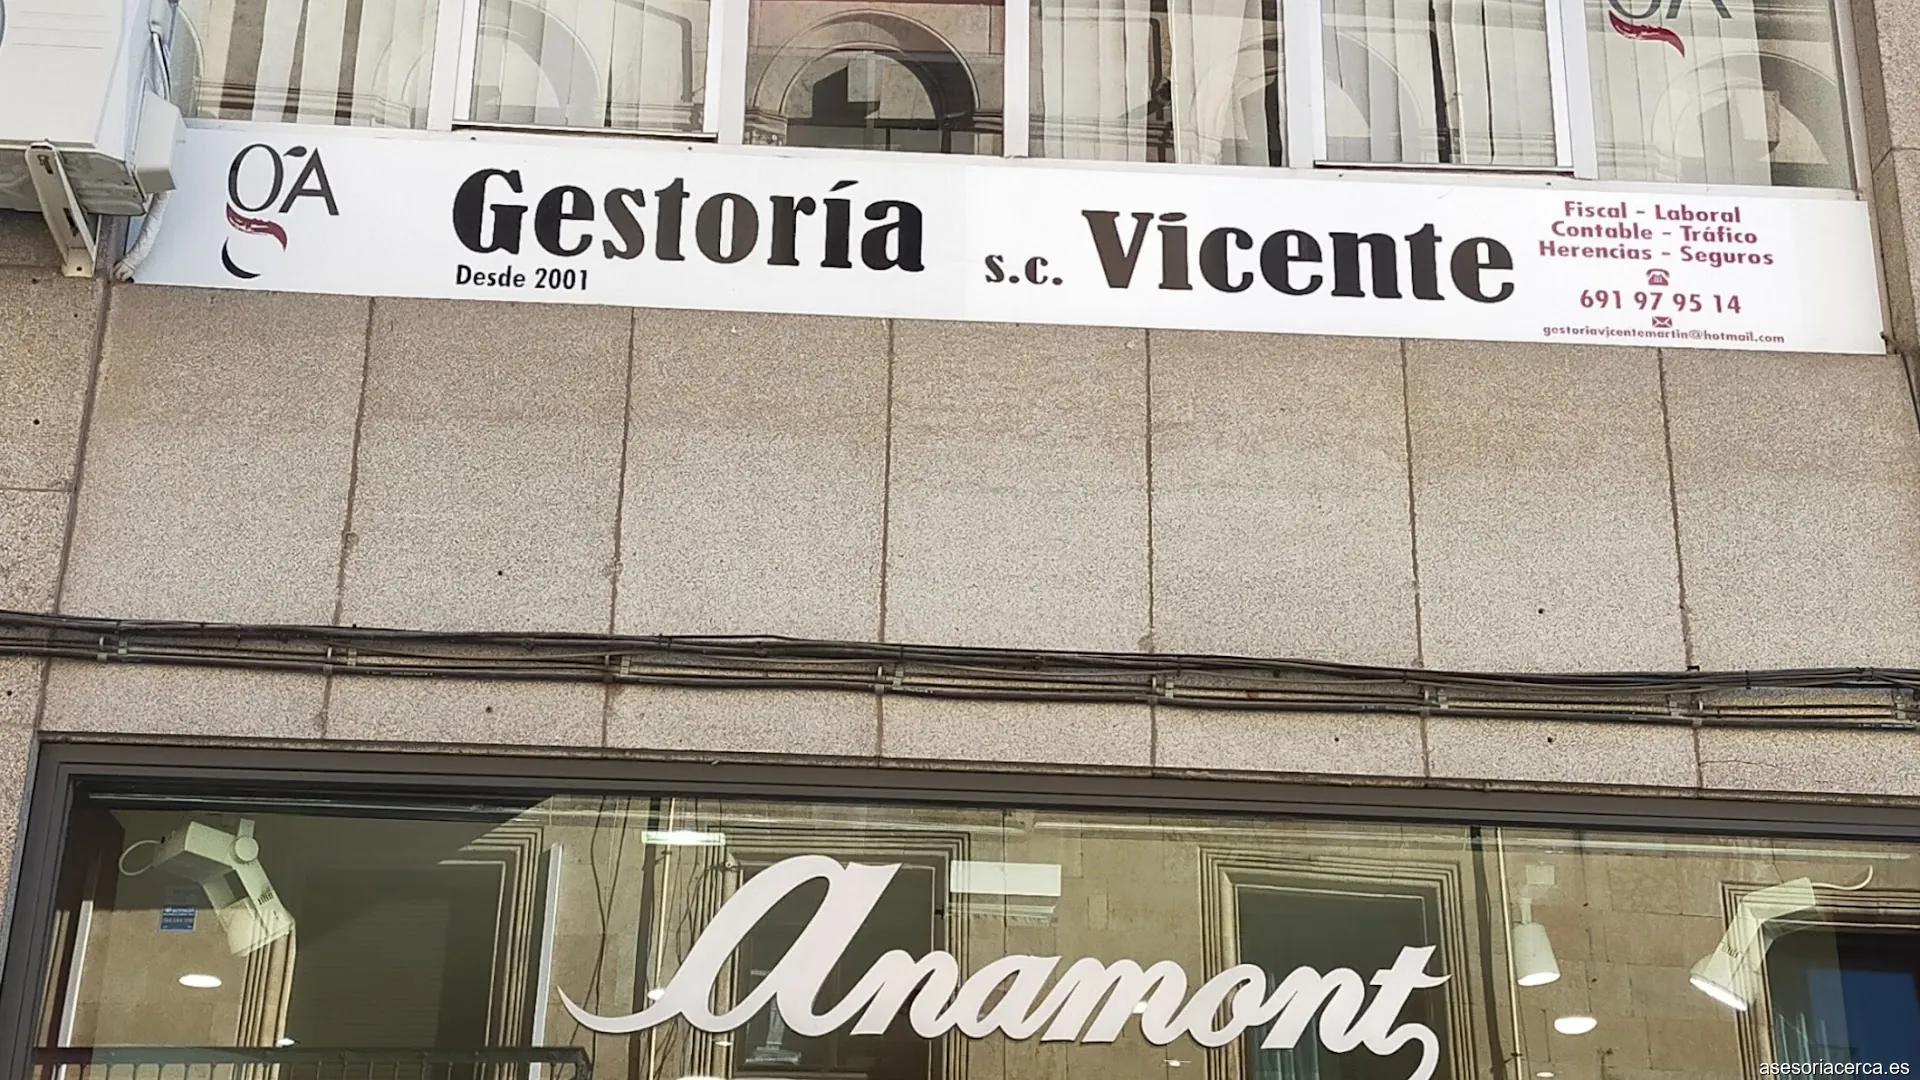 GA
GA
Gestoría s.c. Vicente
Desde 2001
Fiscal - Laboral
Contable - Tráfico
Herencias - Seguros
691 97 95 14
gestoriavicentemartin@hotmail.com
Anamont
asesoriacerca.es